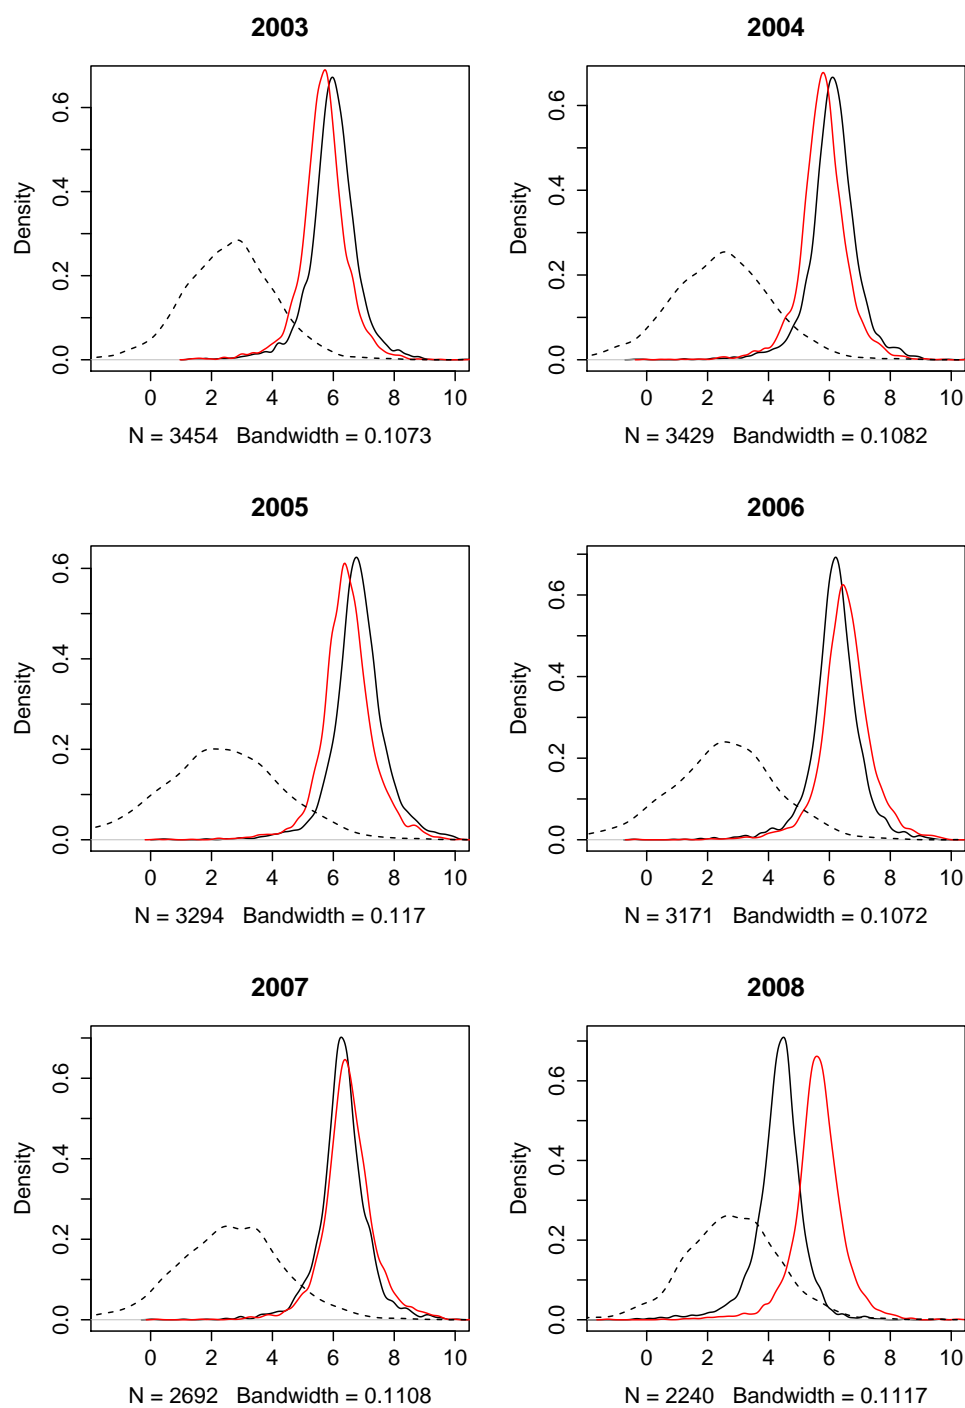 2003
Density
0.0 0.2 0.4 0.6
0 2 4 6 8 10
N = 3454 Bandwidth = 0.1073
2004
Density
0.0 0.2 0.4 0.6
0 2 4 6 8 10
N = 3429 Bandwidth = 0.1082
2005
Density
0.0 0.2 0.4 0.6
0 2 4 6 8 10
N = 3294 Bandwidth = 0.117
2006
Density
0.0 0.2 0.4 0.6
0 2 4 6 8 10
N = 3171 Bandwidth = 0.1072
2007
Density
0.0 0.2 0.4 0.6
0 2 4 6 8 10
N = 2692 Bandwidth = 0.1108
2008
Density
0.0 0.2 0.4 0.6
0 2 4 6 8 10
N = 2240 Bandwidth = 0.1117